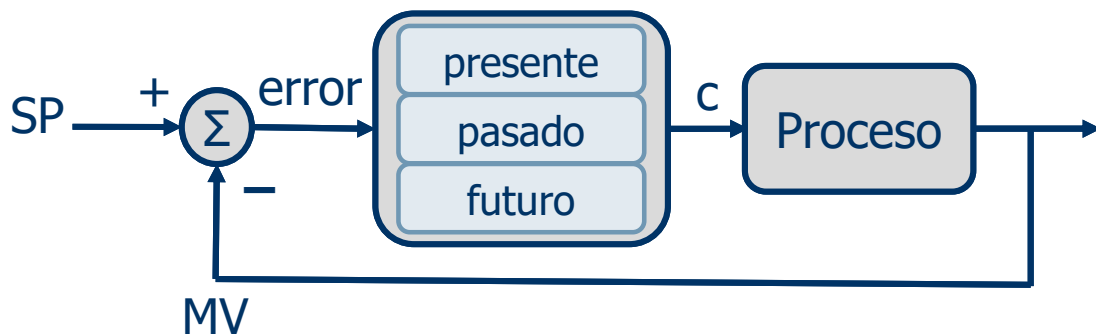 SP
+
Σ
−
error
presente
pasado
futuro
c
Proceso
MV